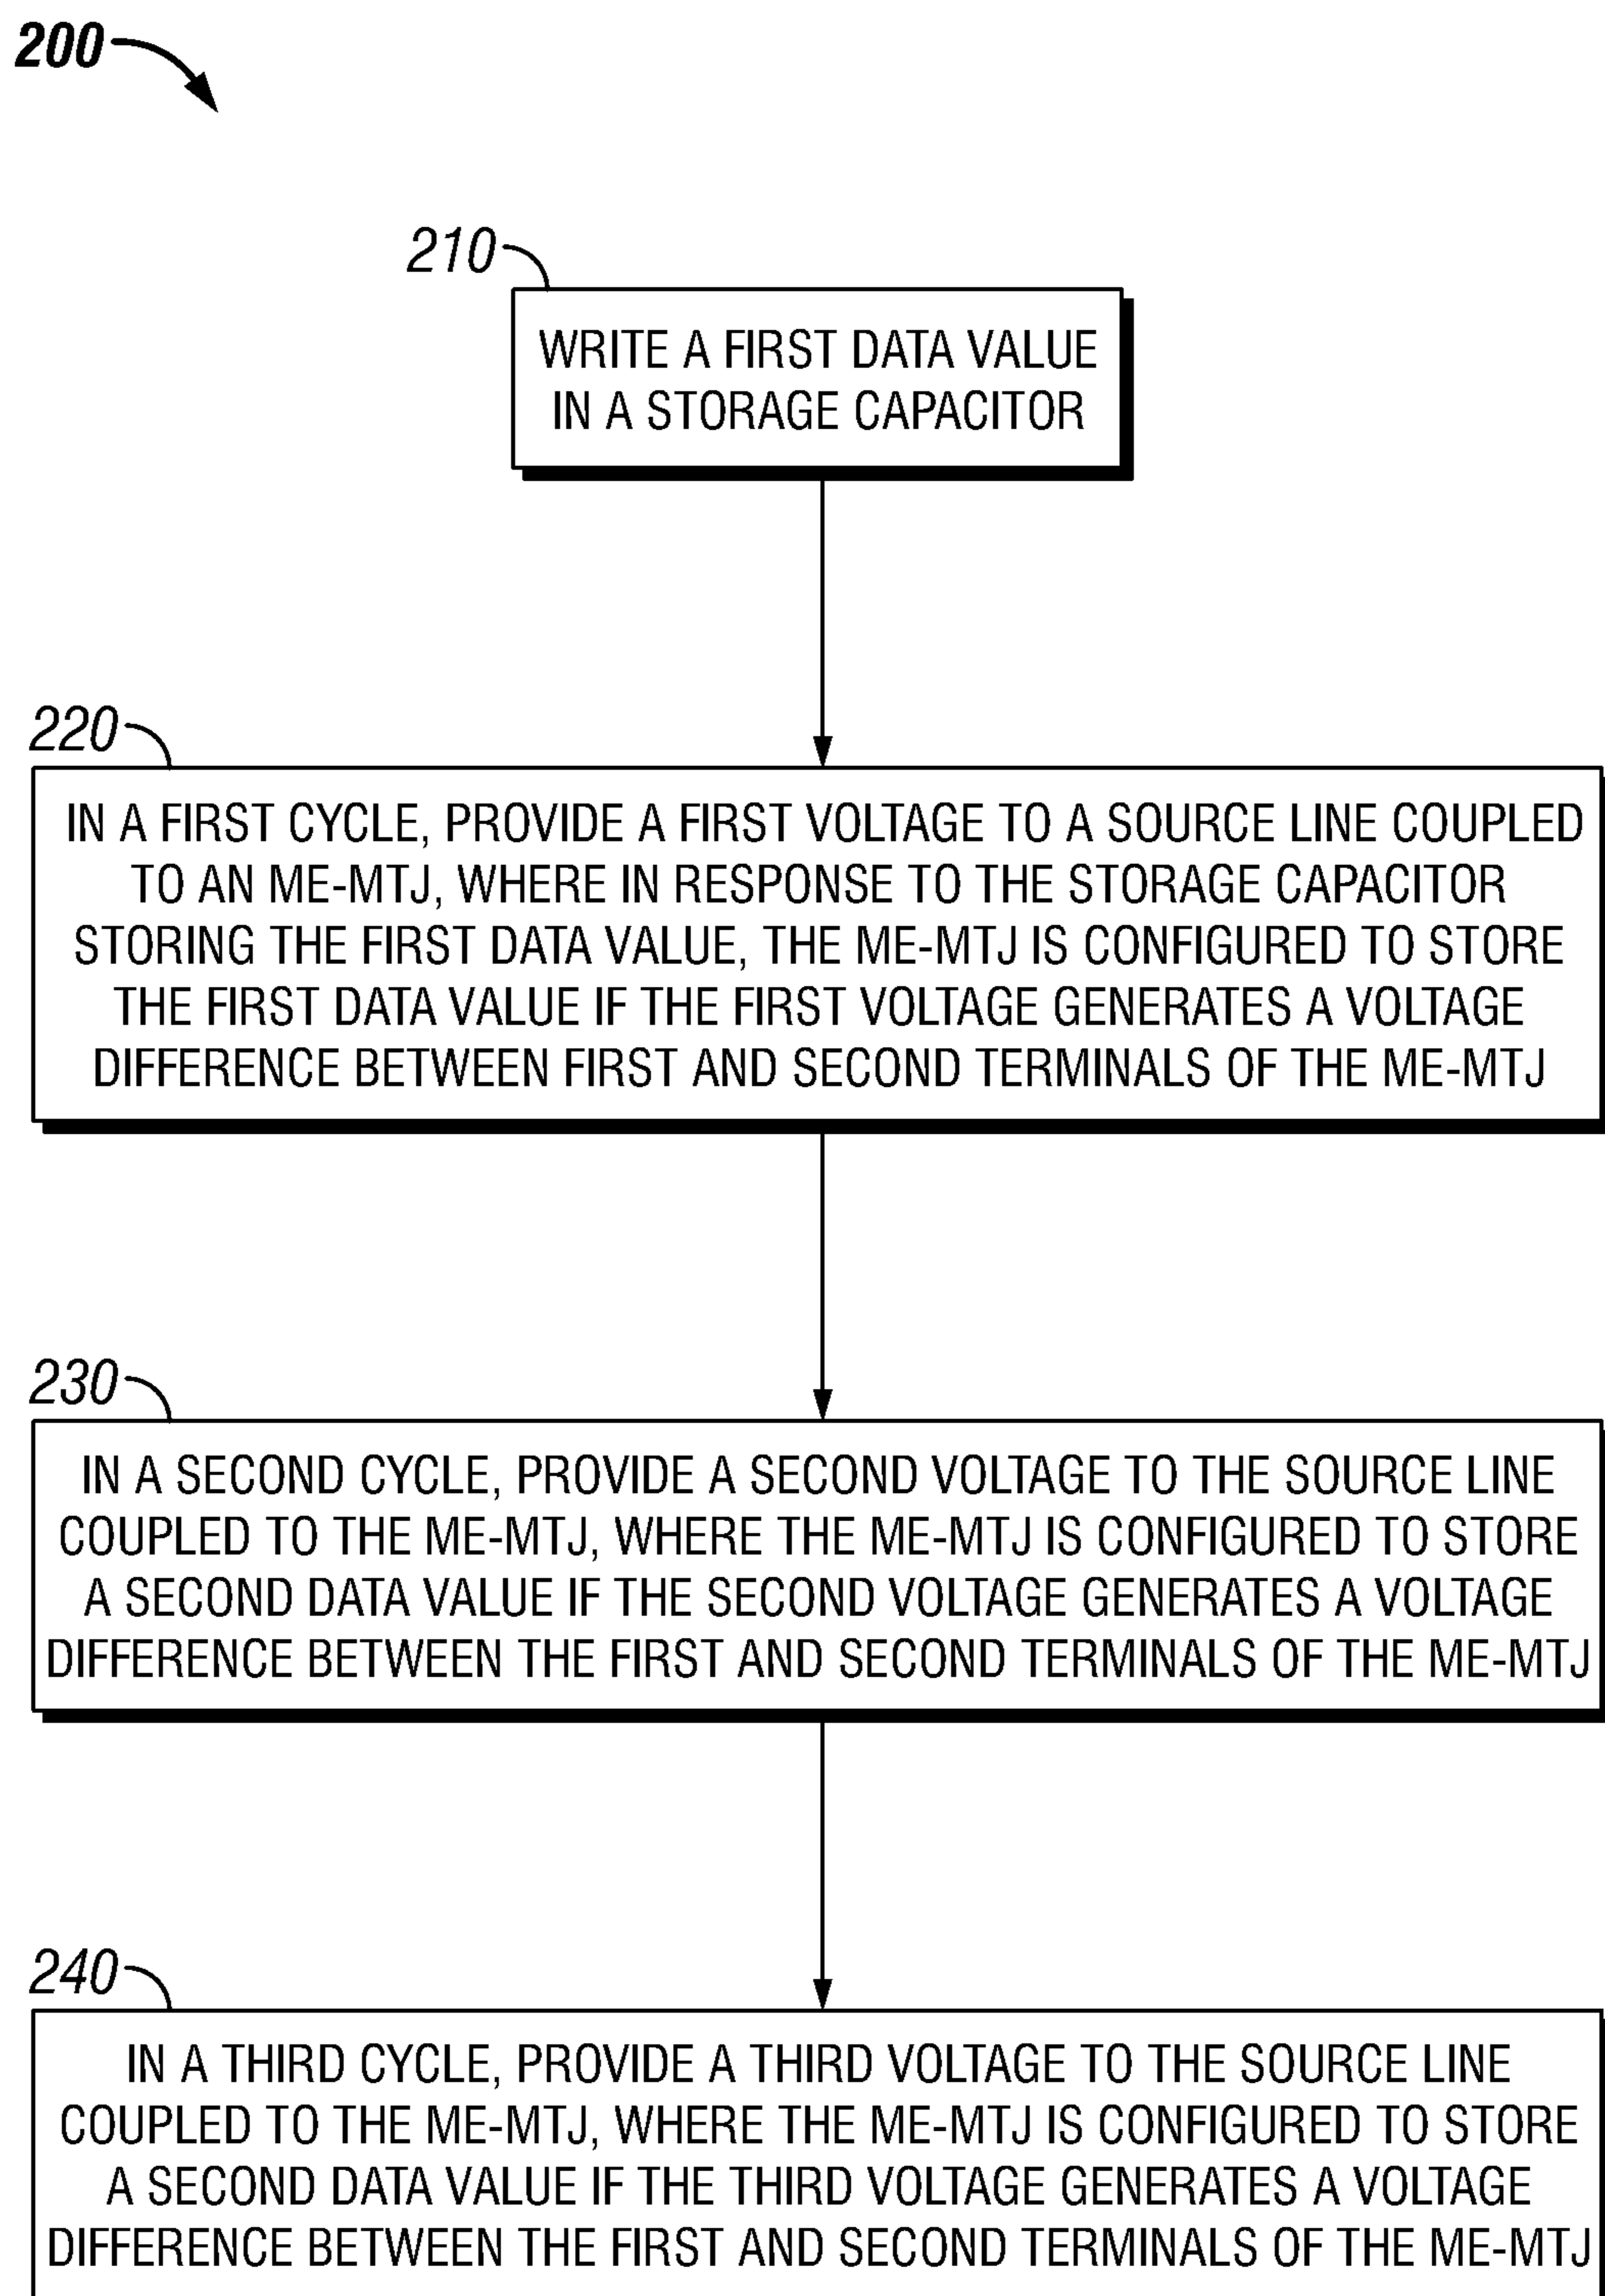 200
210
WRITE A FIRST DATA VALUE
IN A STORAGE CAPACITOR
220
IN A FIRST CYCLE, PROVIDE A FIRST VOLTAGE TO A SOURCE LINE COUPLED
TO AN ME-MTJ, WHERE IN RESPONSE TO THE STORAGE CAPACITOR
STORING THE FIRST DATA VALUE, THE ME-MTJ IS CONFIGURED TO STORE
THE FIRST DATA VALUE IF THE FIRST VOLTAGE GENERATES A VOLTAGE
DIFFERENCE BETWEEN FIRST AND SECOND TERMINALS OF THE ME-MTJ
230
IN A SECOND CYCLE, PROVIDE A SECOND VOLTAGE TO THE SOURCE LINE
COUPLED TO THE ME-MTJ, WHERE THE ME-MTJ IS CONFIGURED TO STORE
A SECOND DATA VALUE IF THE SECOND VOLTAGE GENERATES A VOLTAGE
DIFFERENCE BETWEEN THE FIRST AND SECOND TERMINALS OF THE ME-MTJ
240
IN A THIRD CYCLE, PROVIDE A THIRD VOLTAGE TO THE SOURCE LINE
COUPLED TO THE ME-MTJ, WHERE THE ME-MTJ IS CONFIGURED TO STORE
A SECOND DATA VALUE IF THE THIRD VOLTAGE GENERATES A VOLTAGE
DIFFERENCE BETWEEN THE FIRST AND SECOND TERMINALS OF THE ME-MTJ